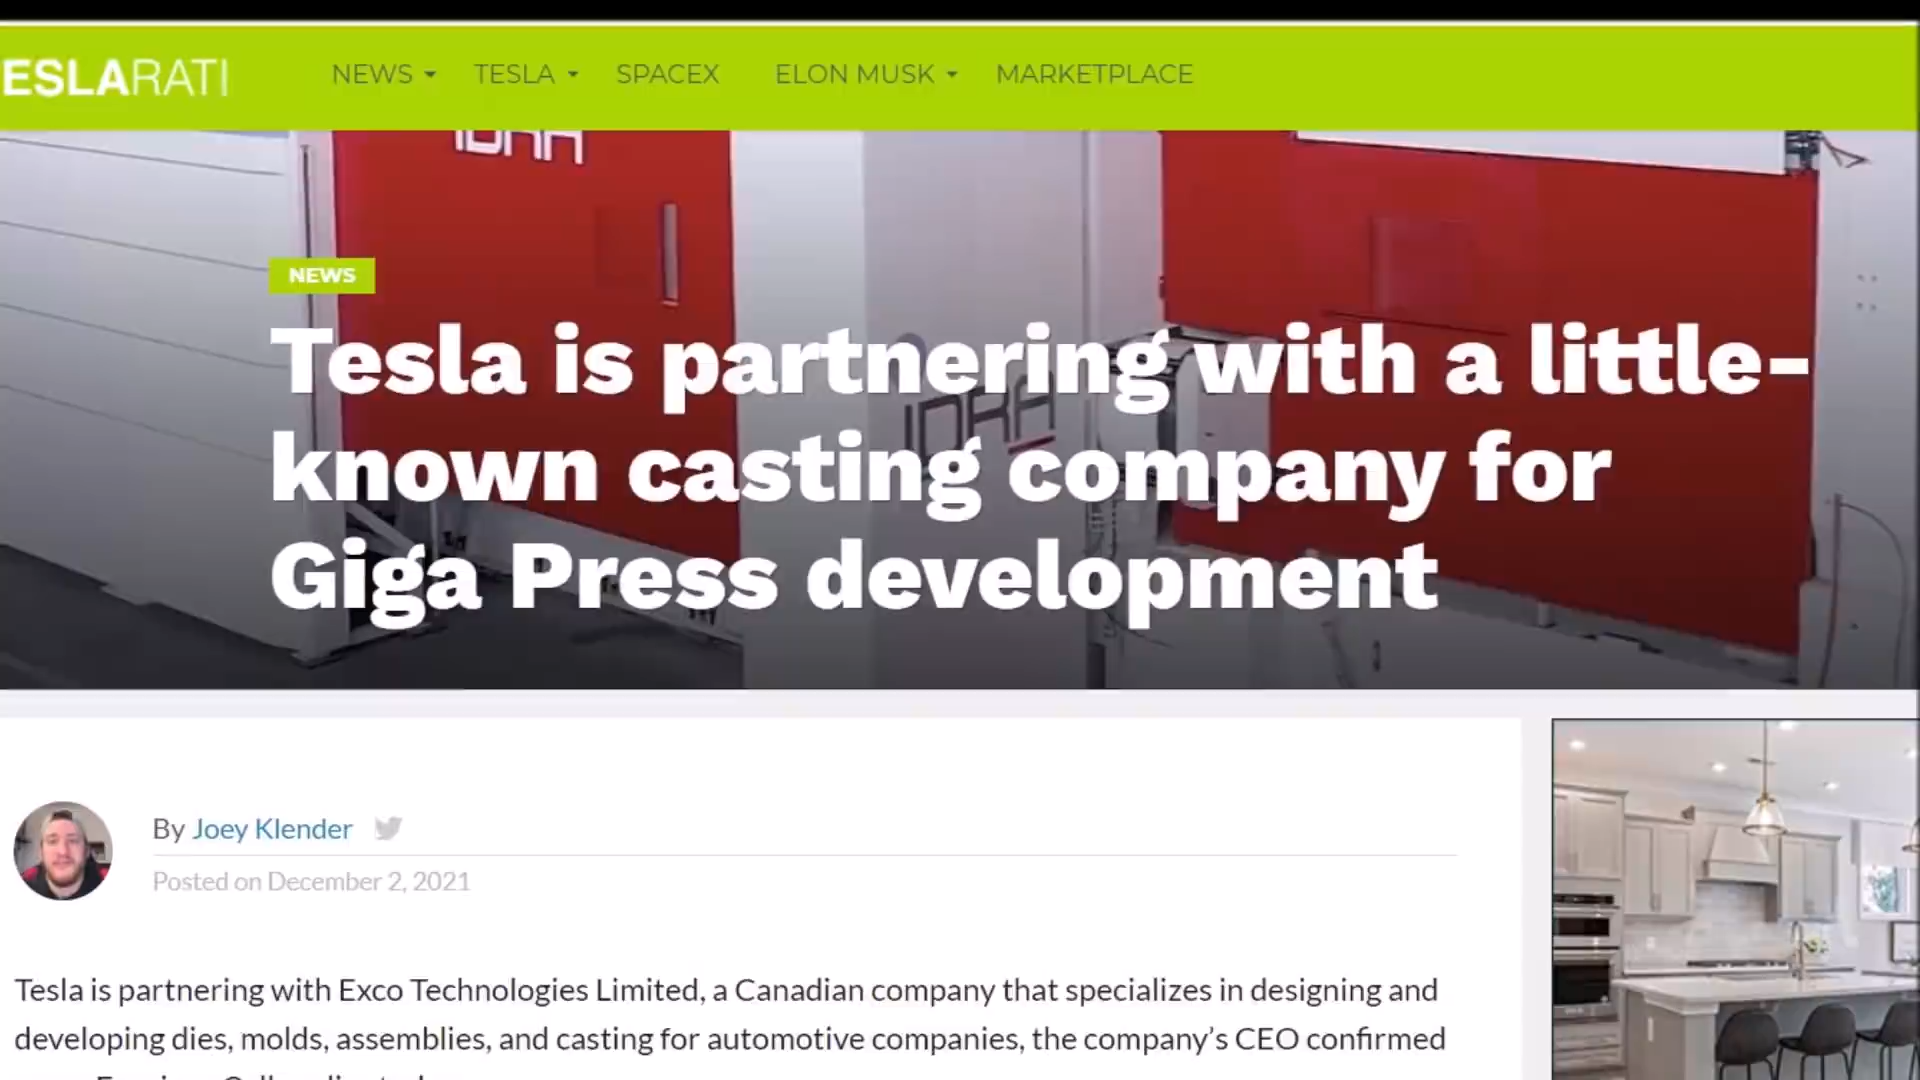 ESLARATI
NEWS TESLA SPACEX ELON MUSK MARKETPLACE
IDRA
IDRA
NEWS
Tesla is partnering with a little-
known casting company for
Giga Press development
By Joey Klender
Posted on December 2, 2021
Tesla is partnering with Exco Technologies Limited, a Canadian company that specializes in designing and
developing dies, molds, assemblies, and casting for automotive companies, the company’s CEO confirmed